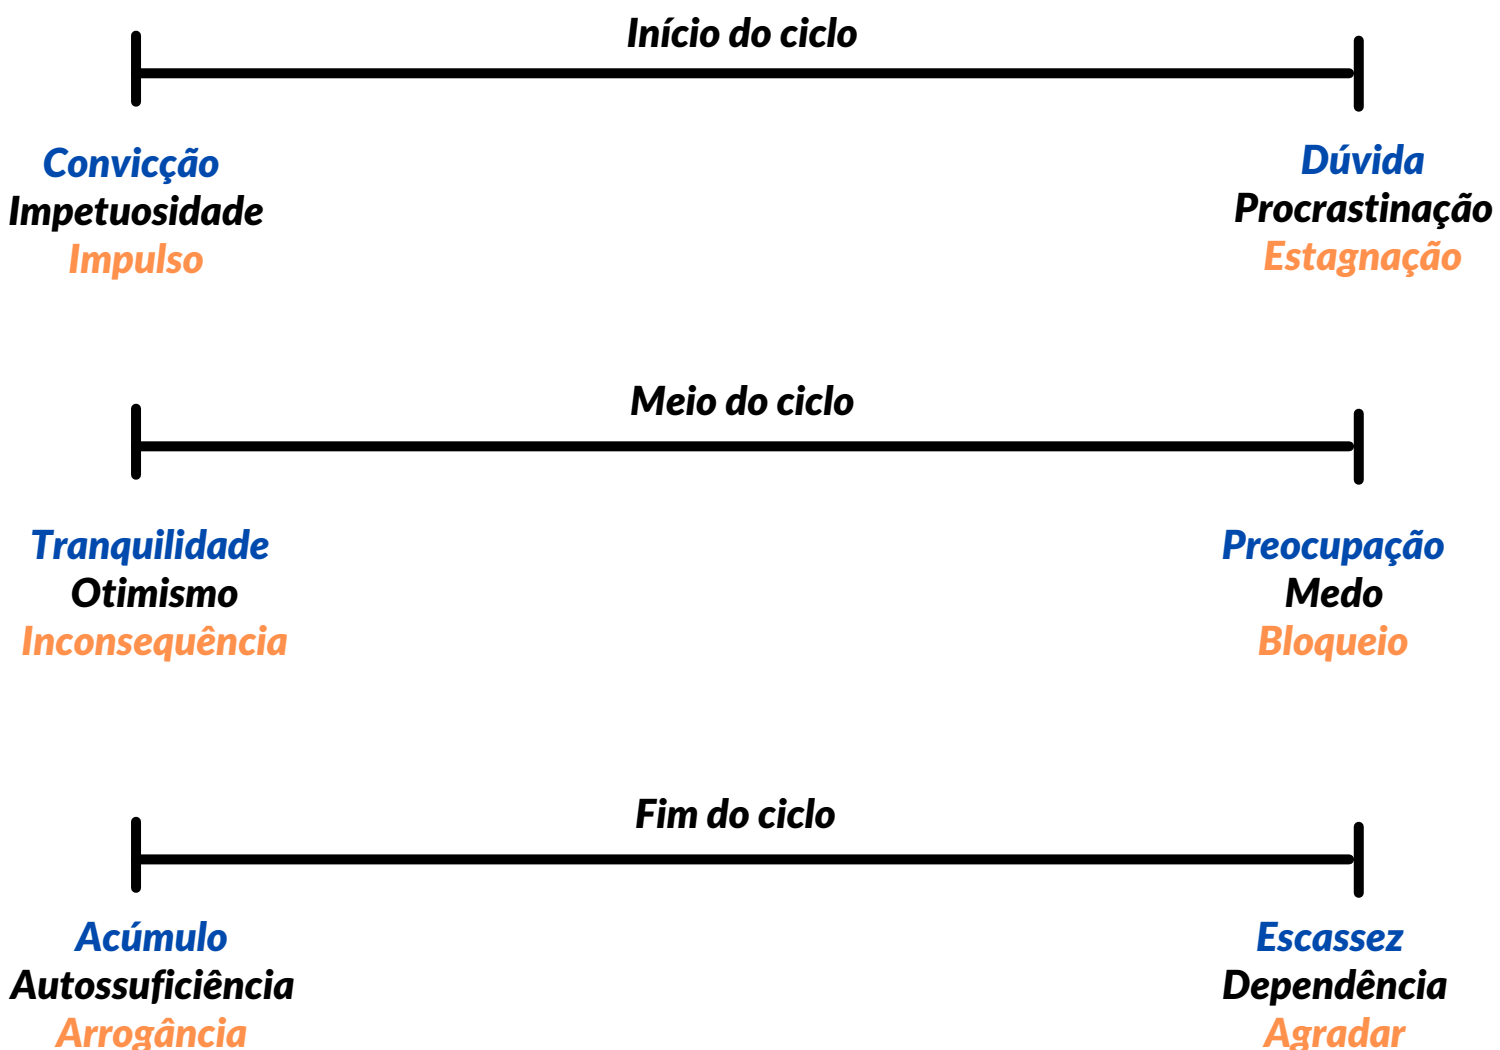 Início do ciclo
Convicção
Impetuosidade
Impulso
Dúvida
Procrastinação
Estagnação
Meio do ciclo
Tranquilidade
Otimismo
Inconsequência
Preocupação
Medo
Bloqueio
Fim do ciclo
Acúmulo
Autossuficiência
Arrogância
Escassez
Dependência
Agradar